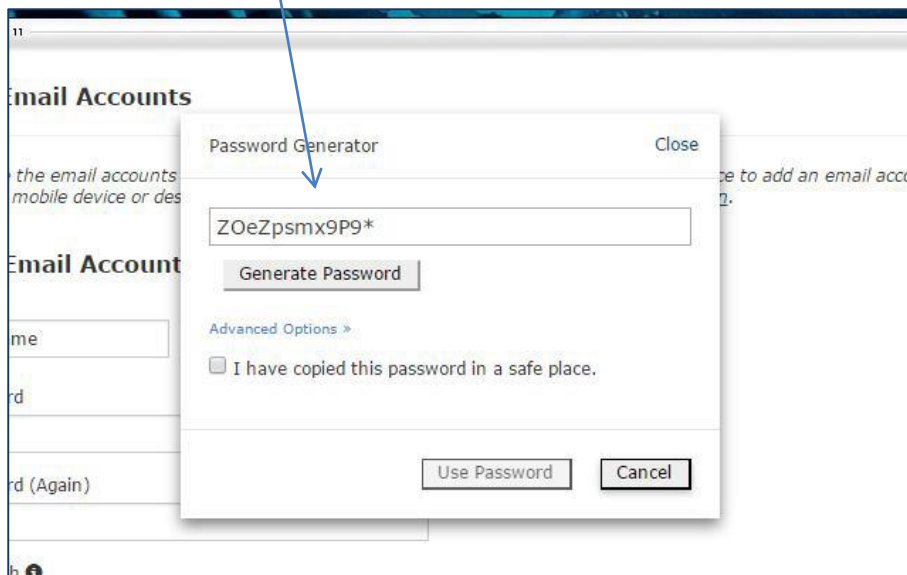 11
Email Accounts
Password Generator
Close
the email accounts
ce to add an email acco
mobile device or des
n.
ZOeZpsmx9P9*
Email Account
Generate Password
Advanced Options »
me
I have copied this password in a safe place.
rd
Use Password
Cancel
rd (Again)
h